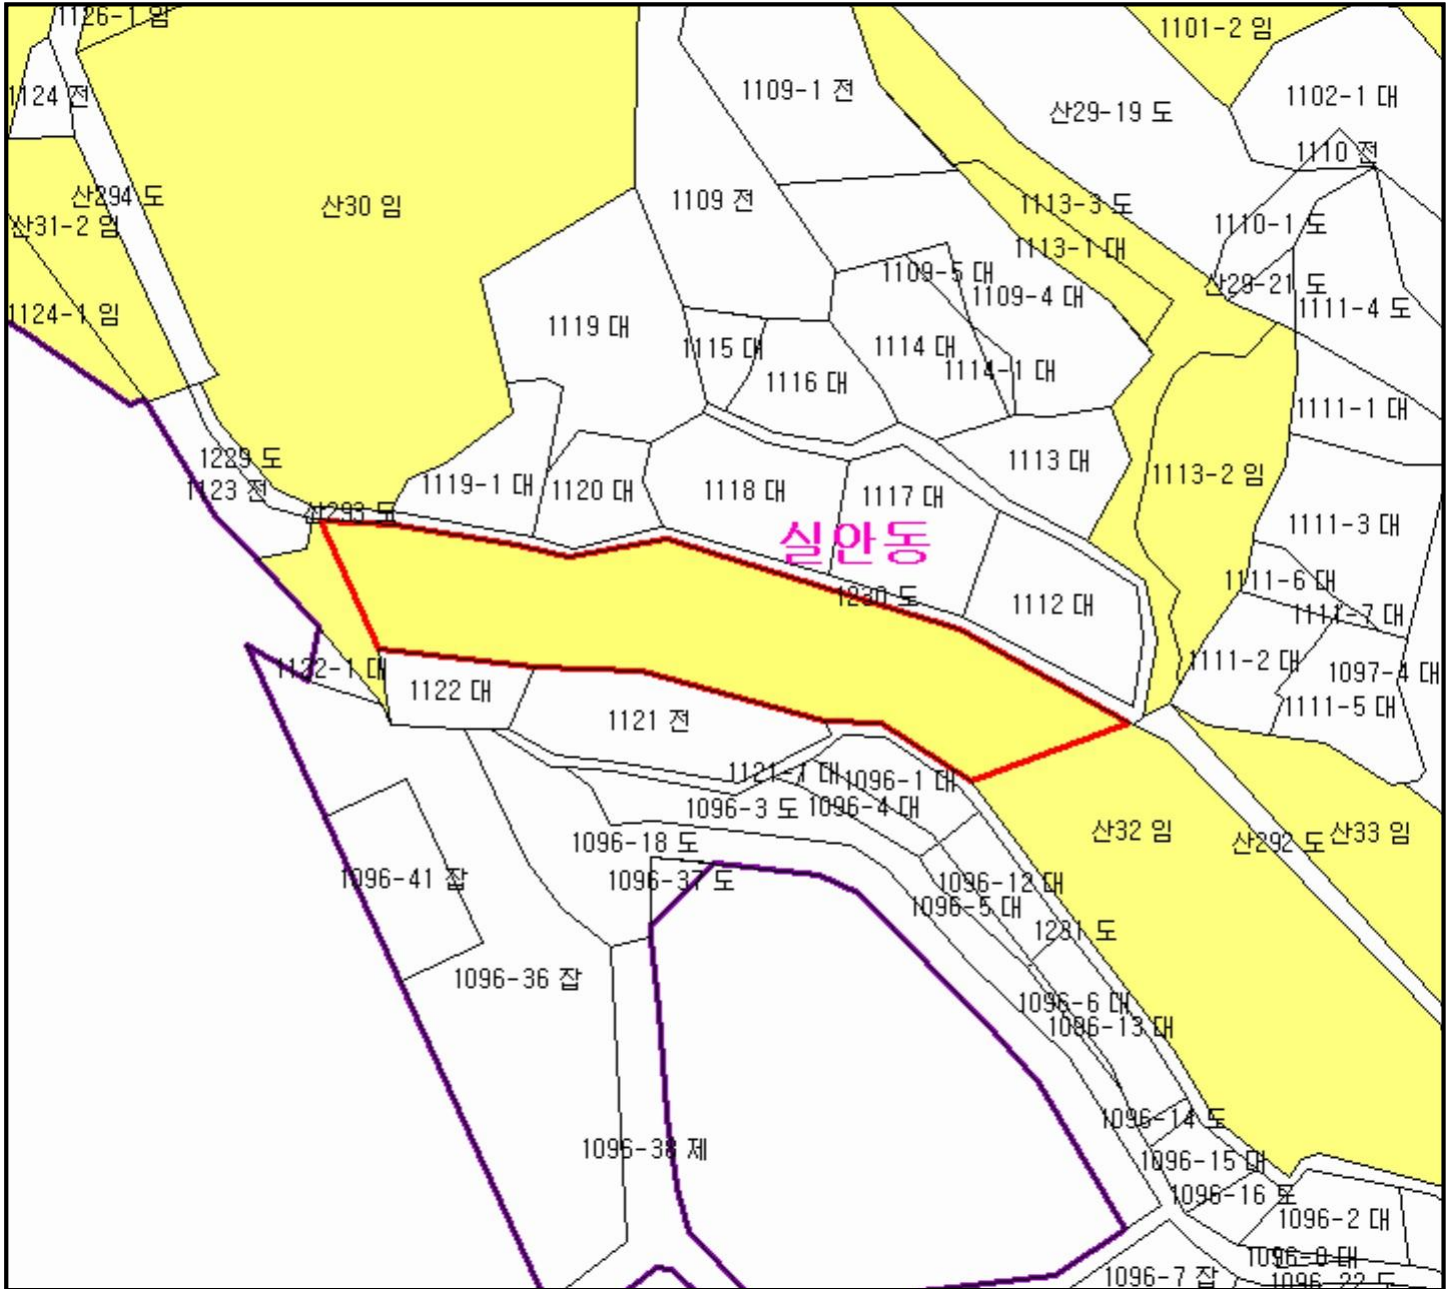 1126-1 임
1101-2 임
1124 전
1109-1 전
1102-1 대
산29-19 도
1110 전
산294 도
산30 임
1109 전
1113-3 도
산31-2 임
1110-1 도
1113-1 대
1109-5 대
산29-21 도
1109-4 대
1111-4 도
1124-1 임
1119 대
1115 대
1114 대
1114-1 대
1116 대
1111-1 대
1229 도
1113 대
1113-2 임
1123 전
1119-1 대
1120 대
1118 대
1117 대
산293 도
1111-3 대
실안동
1111-6 대
1230 도
1112 대
1111-7 대
1122-1 대
1111-2 대
1097-4 대
1122 대
1121 전
1111-5 대
1121-1 대
1096-1 대
1096-3 도
1096-4 대
산32 임
산292 도
산33 임
1096-18 도
1096-41 잡
1096-37 도
1096-12 대
1096-5 대
1231 도
1096-36 잡
1096-6 대
1096-13 대
1096-14 도
1096-38 제
1096-15 대
1096-16 도
1096-2 대
1096-7 잡
1096-22 도